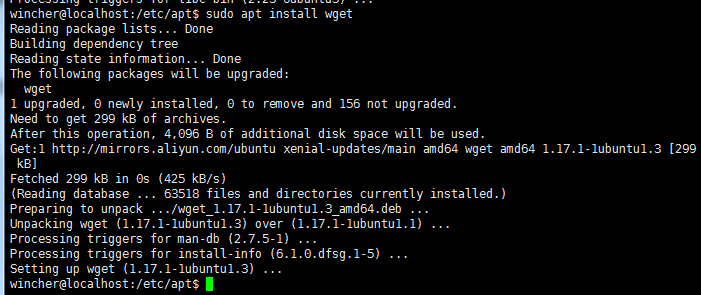 Processing triggers for libc-bin (2.23-0ubuntu3) ...
wincher@localhost:/etc/apt$ sudo apt install wget
Reading package lists... Done
Building dependency tree
Reading state information... Done
The following packages will be upgraded:
  wget
1 upgraded, 0 newly installed, 0 to remove and 156 not upgraded.
Need to get 299 kB of archives.
After this operation, 4,096 B of additional disk space will be used.
Get:1 http://mirrors.aliyun.com/ubuntu xenial-updates/main amd64 wget amd64 1.17.1-1ubuntu1.3 [299
 kB]
Fetched 299 kB in 0s (425 kB/s)
(Reading database ... 63518 files and directories currently installed.)
Preparing to unpack .../wget_1.17.1-1ubuntu1.3_amd64.deb ...
Unpacking wget (1.17.1-1ubuntu1.3) over (1.17.1-1ubuntu1.1) ...
Processing triggers for man-db (2.7.5-1) ...
Processing triggers for install-info (6.1.0.dfsg.1-5) ...
Setting up wget (1.17.1-1ubuntu1.3) ...
wincher@localhost:/etc/apt$